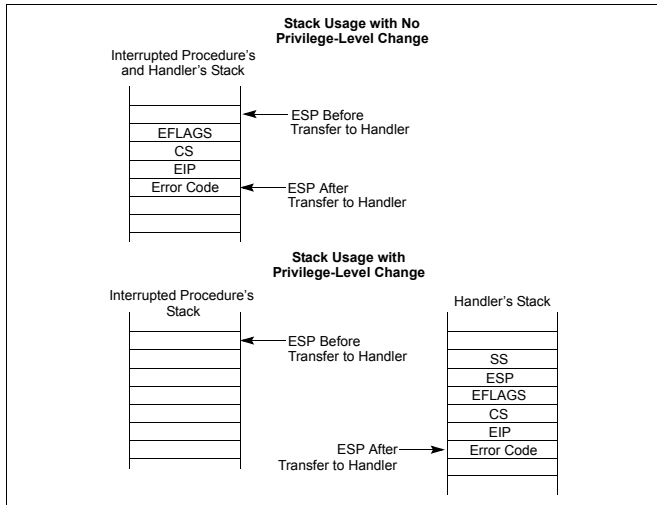 Stack Usage with No
Privilege-Level Change
Interrupted Procedure's
and Handler's Stack
ESP Before
Transfer to Handler
EFLAGS
CS
EIP
Error Code
ESP After
Transfer to Handler
Stack Usage with
Privilege-Level Change
Interrupted Procedure's
Stack
Handler's Stack
ESP Before
Transfer to Handler
SS
ESP
EFLAGS
CS
EIP
ESP After
Transfer to Handler
Error Code